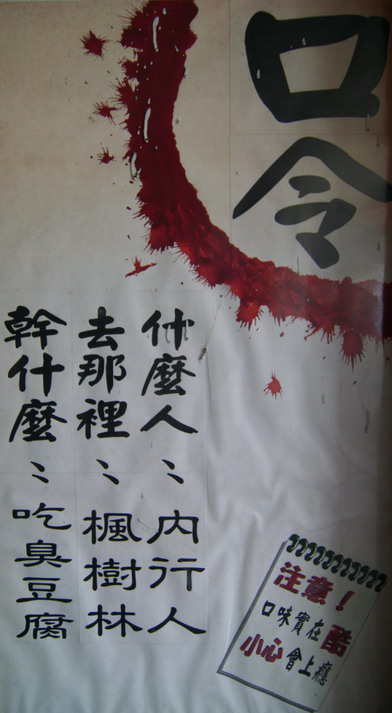 口令
什麼人：內行人
去那裡：楓樹林
幹什麼：吃臭豆腐
注意！
口味實在酷
小心會上癮